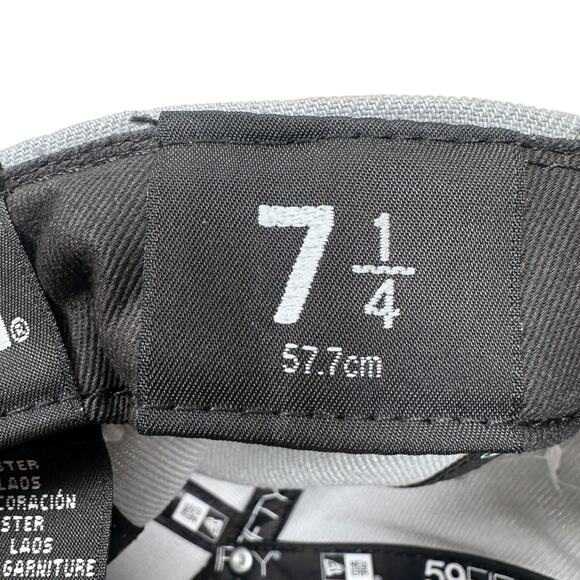 7 1/4
57.7cm
®
STER
LAOS
CORACIÓN
STER
LAOS
GARNITURE
59